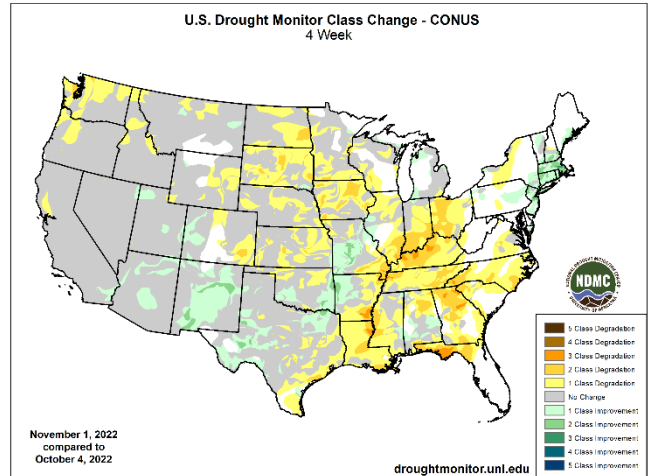 U.S. Drought Monitor Class Change - CONUS
4 Week
NDMC
5 Class Degradation
4 Class Degradation
3 Class Degradation
2 Class Degradation
1 Class Degradation
No Change
1 Class Improvement
2 Class Improvement
3 Class Improvement
4 Class Improvement
5 Class Improvement
November 1, 2022
compared to
October 4, 2022
droughtmonitor.unl.edu